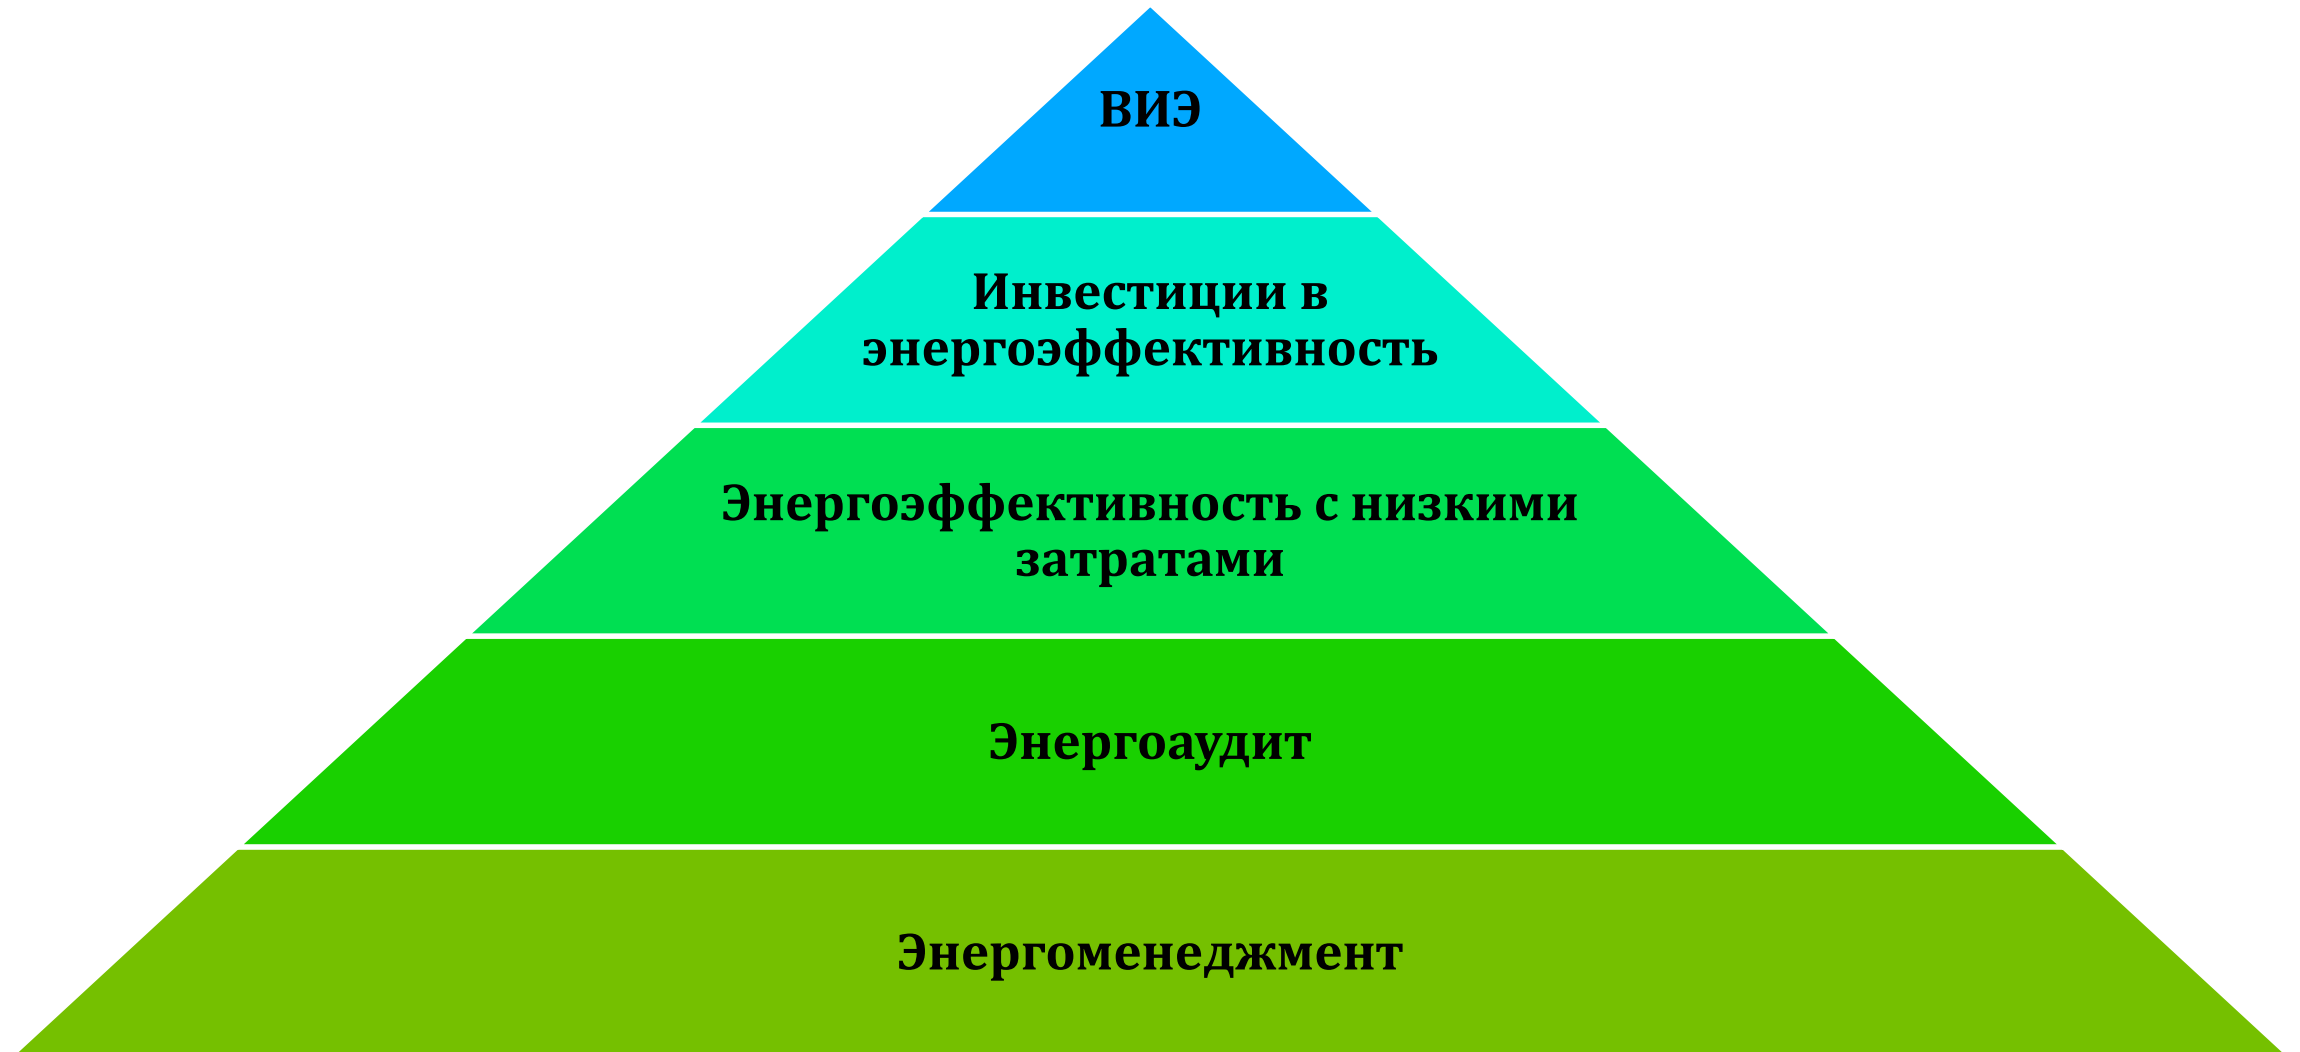 ВИЭ
Инвестиции в
энергоэффективность
Энергоэффективность с низкими
затратами
Энергоаудит
Энергоменеджмент